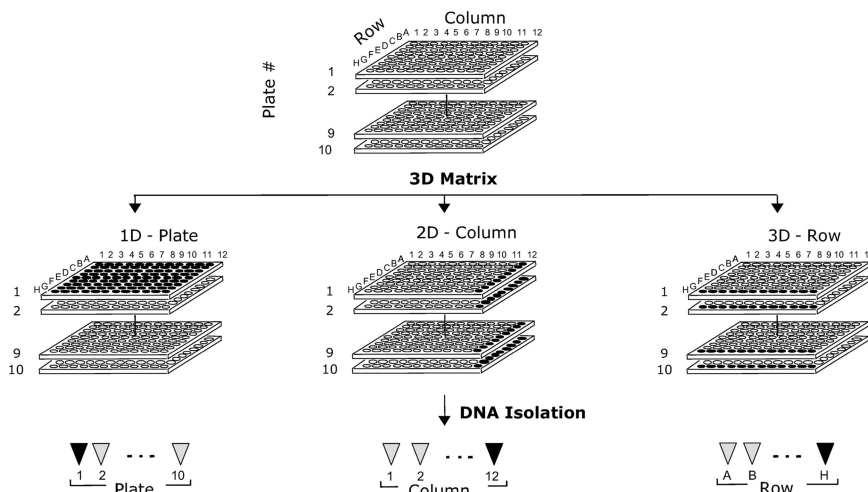 Column
Row
H G F E D C B A 1 2 3 4 5 6 7 8 9 10 11 12
Plate #
1
2
9
10
3D Matrix
1D - Plate
2D - Column
3D - Row
1 2 3 4 5 6 7 8 9 10 11 12
H G F E D C B A
1
2
9
10
1 2 3 4 5 6 7 8 9 10 11 12
H G F E D C B A
1
2
9
10
1 2 3 4 5 6 7 8 9 10 11
H G F E D C B A
1
2
9
10
DNA Isolation
1 2 10
Plate
1 2 12
Column
A B H
Row